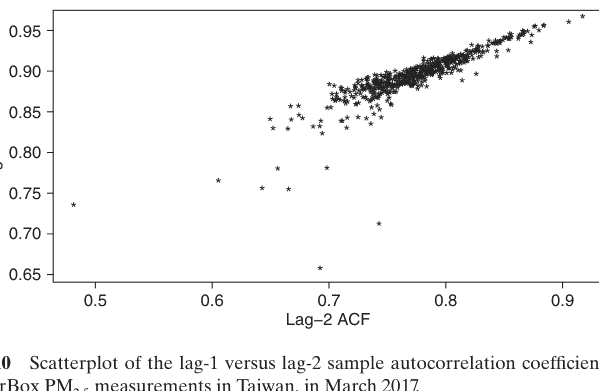 0.95
0.90
0.85
0.80
0.75
0.70
0.65
0.5 0.6 0.7 0.8 0.9
Lag−2 ACF
Scatterplot of the lag-1 versus lag-2 sample autocorrelation
PM2.5 measurements in Taiwan, in March 2017.